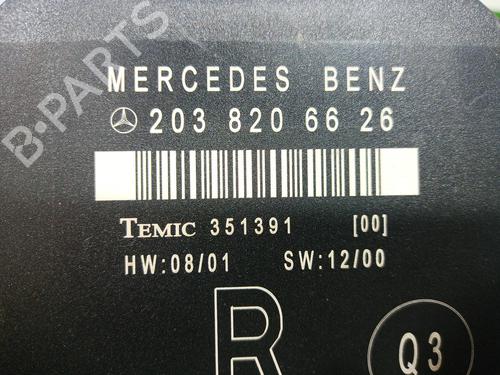 B-PARTS
MERCEDES BENZ
203 820 66 26
TEMIC 351391 [00]
HW:08/01 SW:12/00
R
Q3